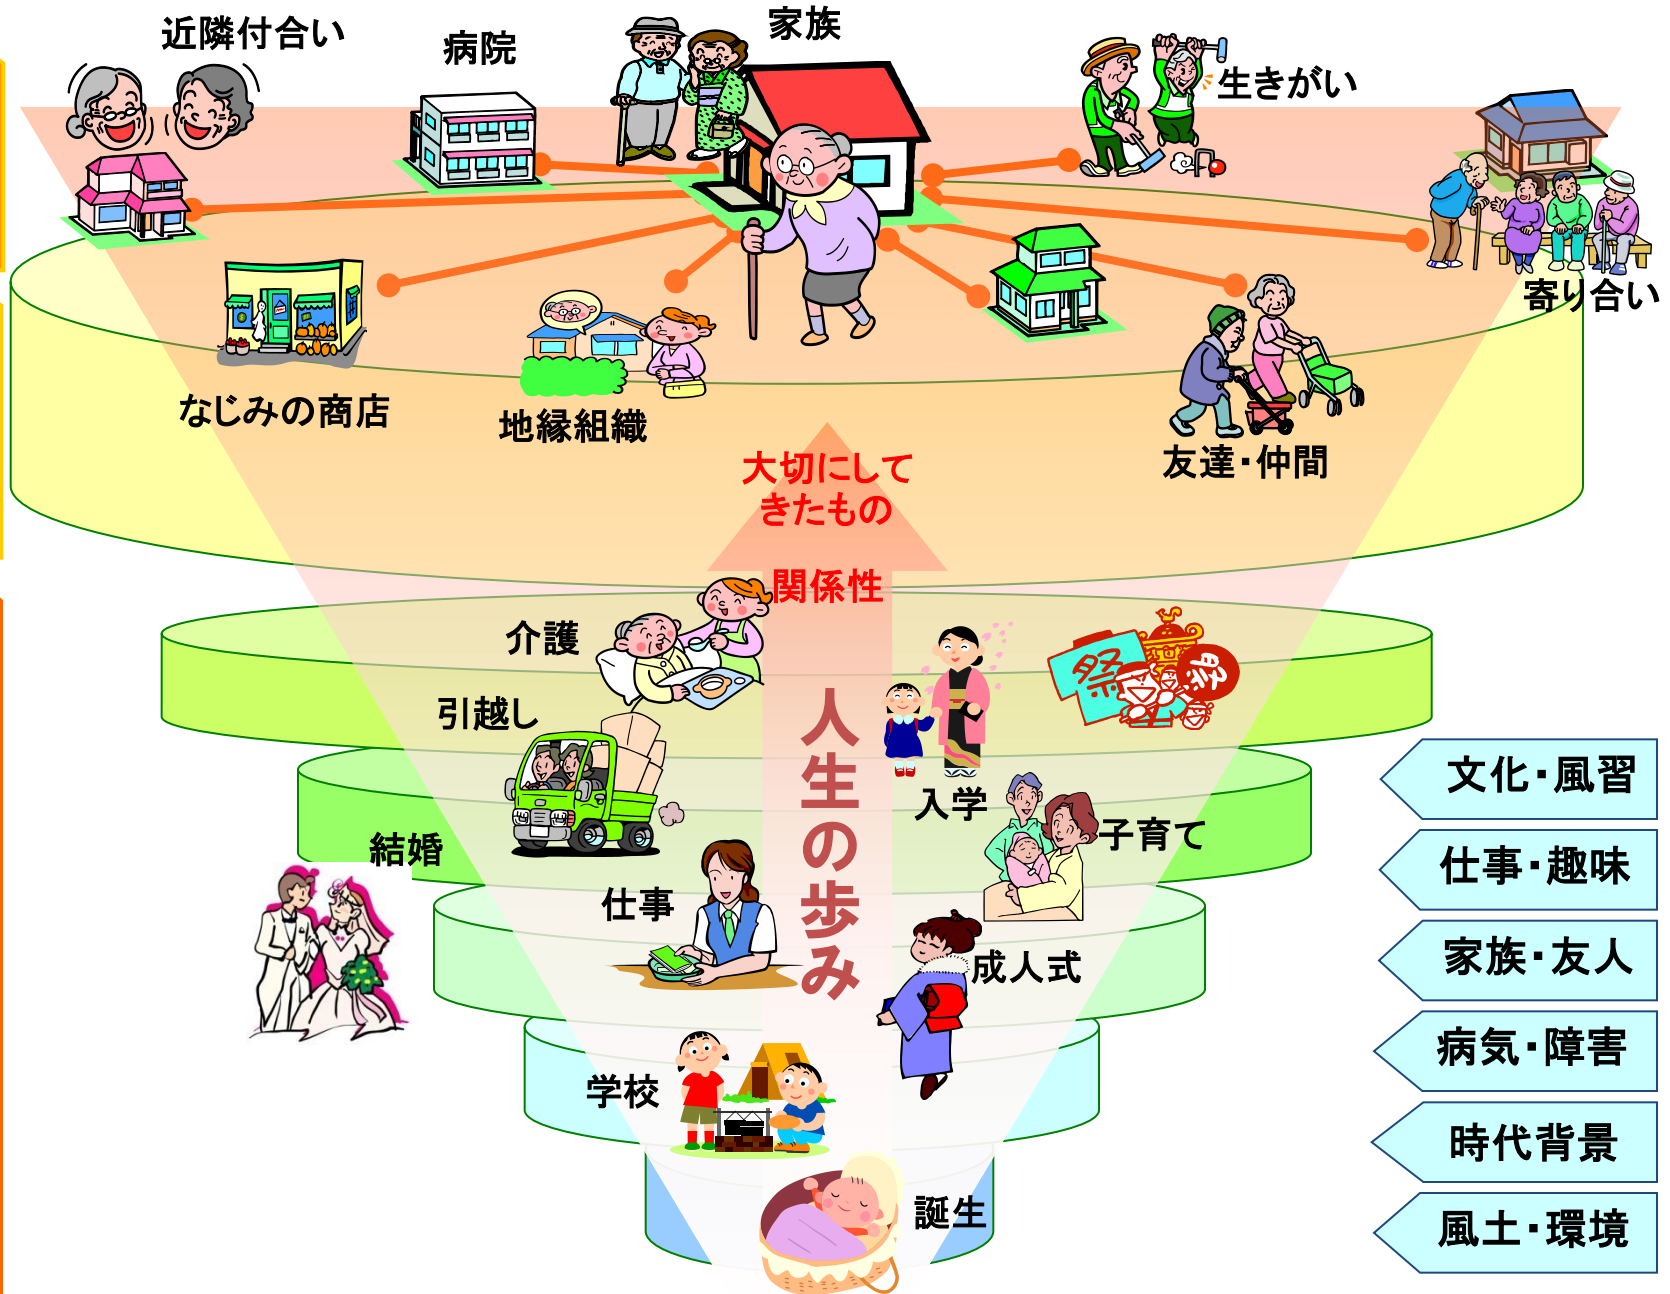 近隣付合い
病院
家族
生きがい
寄り合い
なじみの商店
地縁組織
友達・仲間
大切にして
きたもの
関係性
介護
祭
祭
引越し
入学
結婚
子育て
仕事
成人式
人生の歩み
学校
誕生
文化・風習
仕事・趣味
家族・友人
病気・障害
時代背景
風土・環境